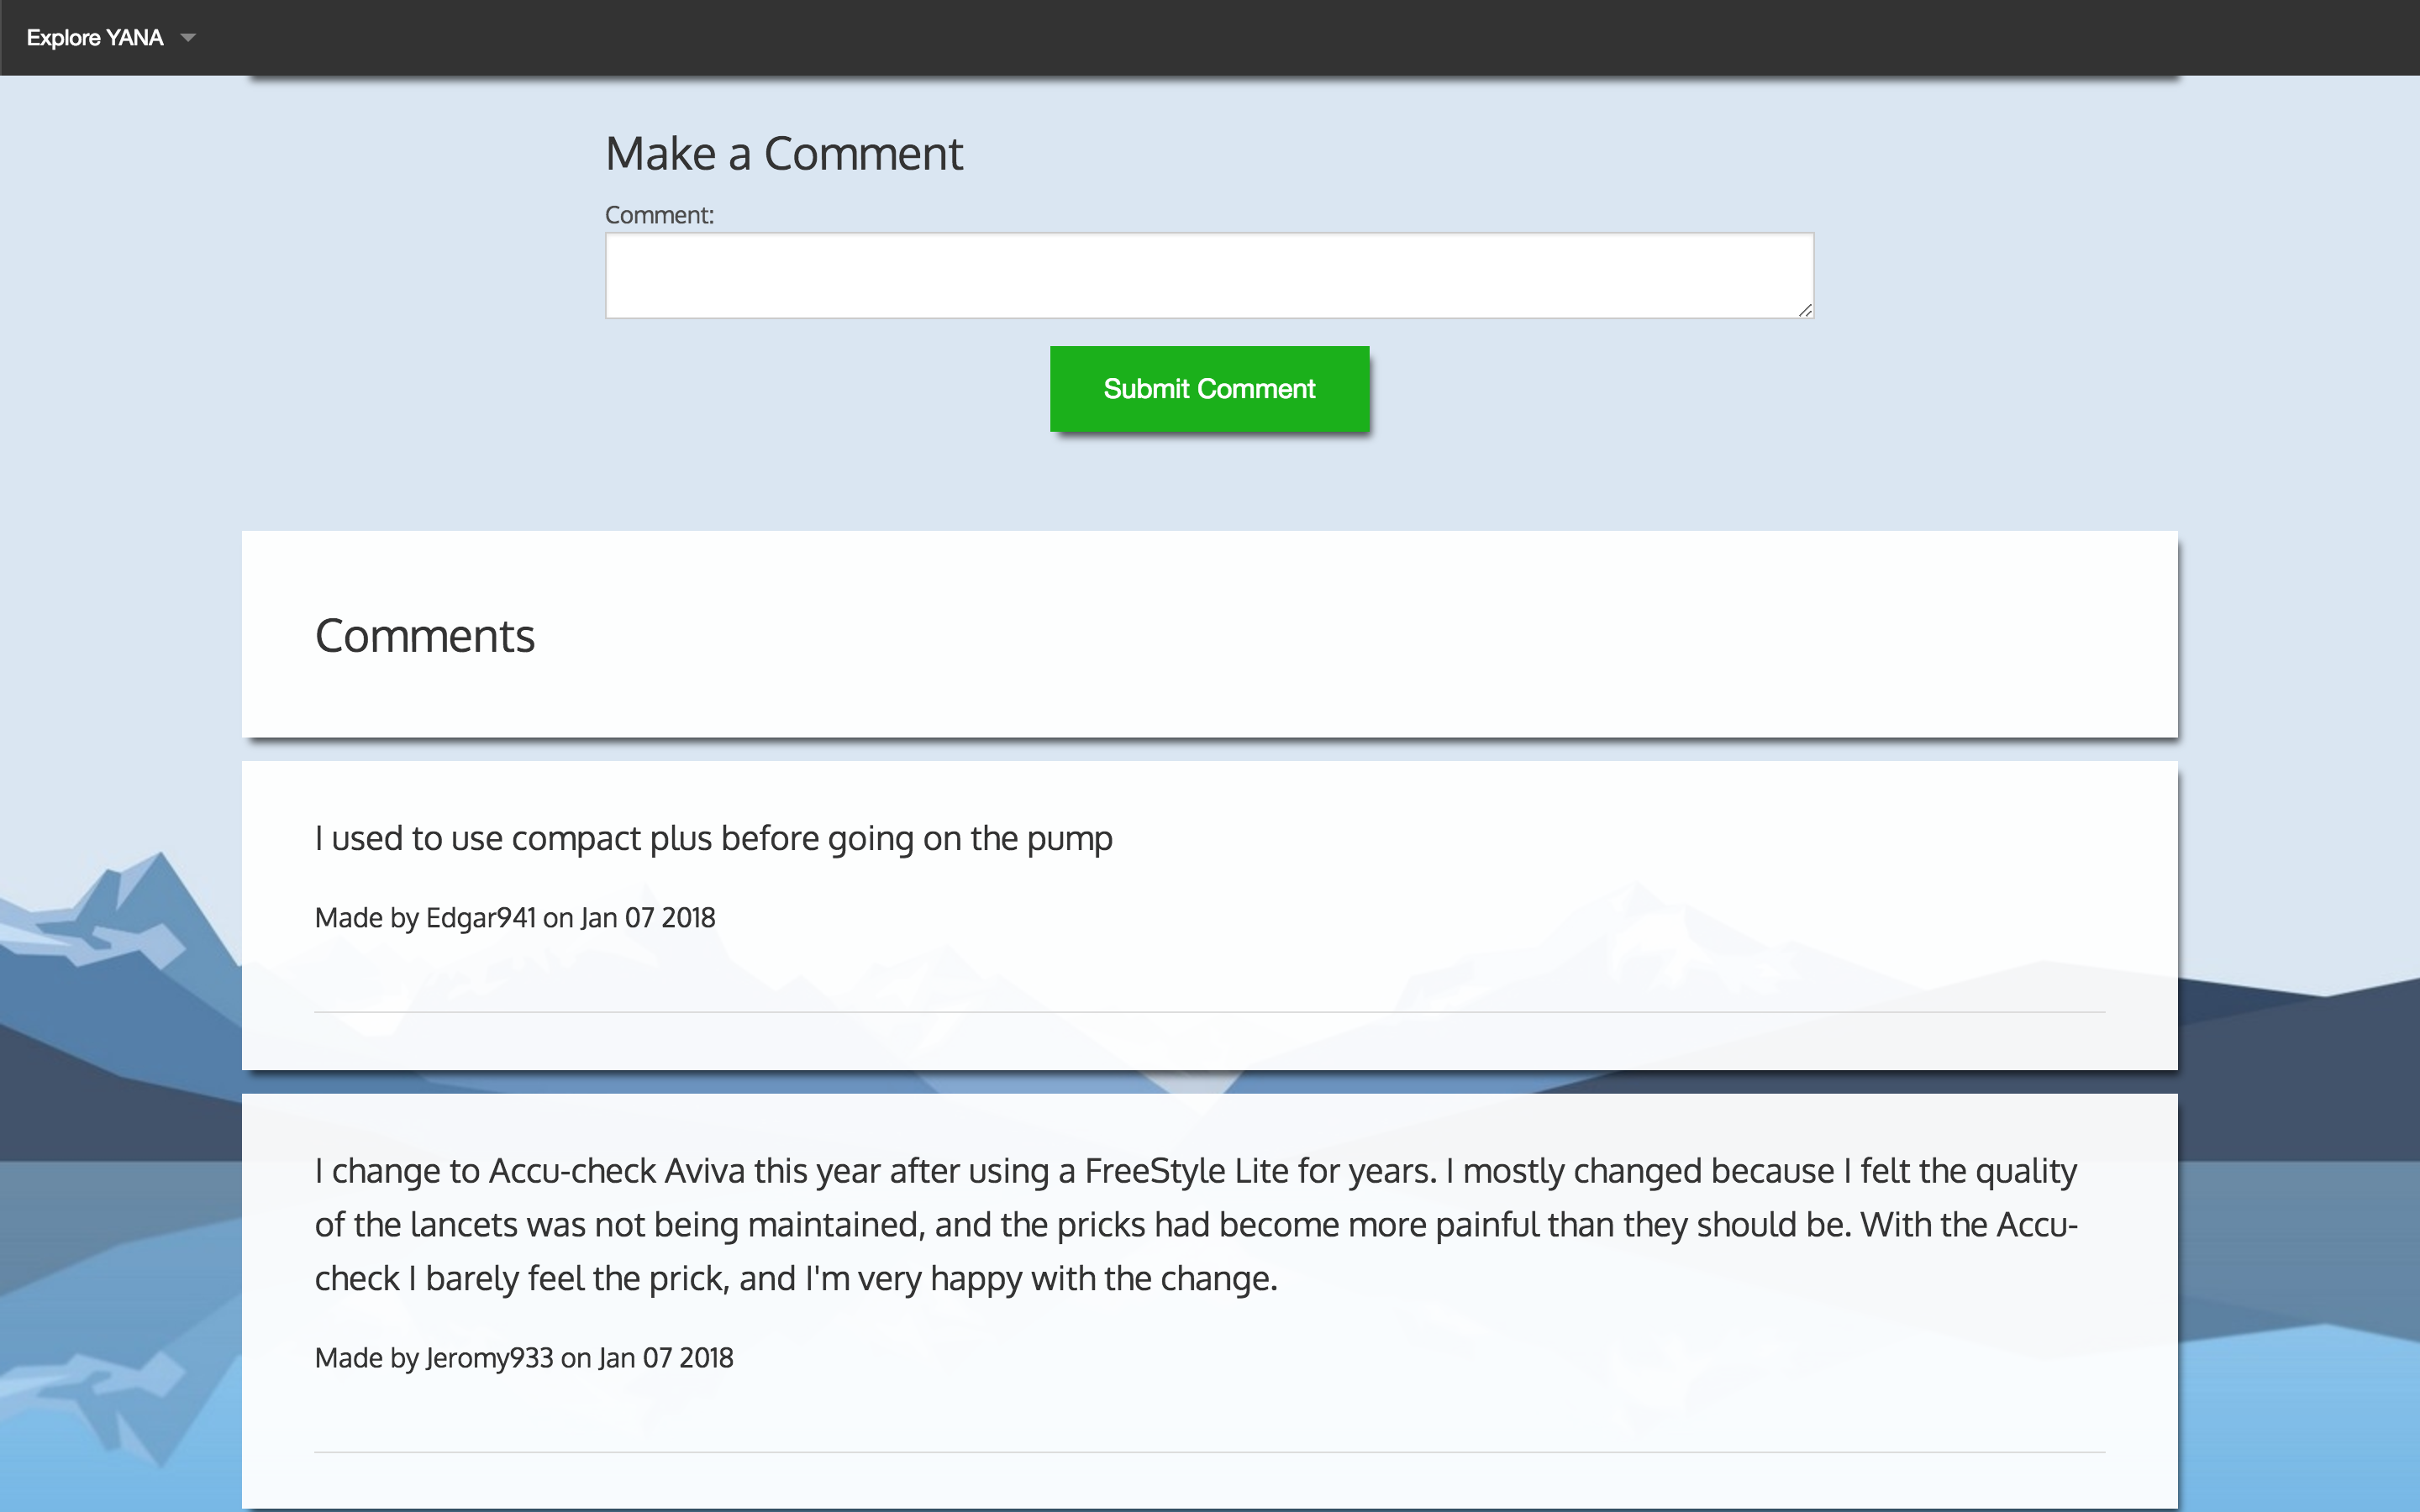 Explore YANA
Make a Comment
Comment:
Submit Comment
Comments
I used to use compact plus before going on the pump
Made by Edgar941 on Jan 07 2018
I change to Accu-check Aviva this year after using a FreeStyle Lite for years. I mostly changed because I felt the quality
of the lancets was not being maintained, and the pricks had become more painful than they should be. With the Accu-
check I barely feel the prick, and I'm very happy with the change.
Made by Jeromy933 on Jan 07 2018